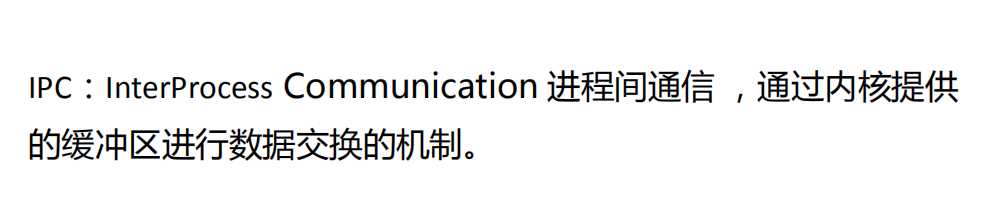 IPC：InterProcess Communication 进程间通信 ，通过内核提供
的缓冲区进行数据交换的机制。